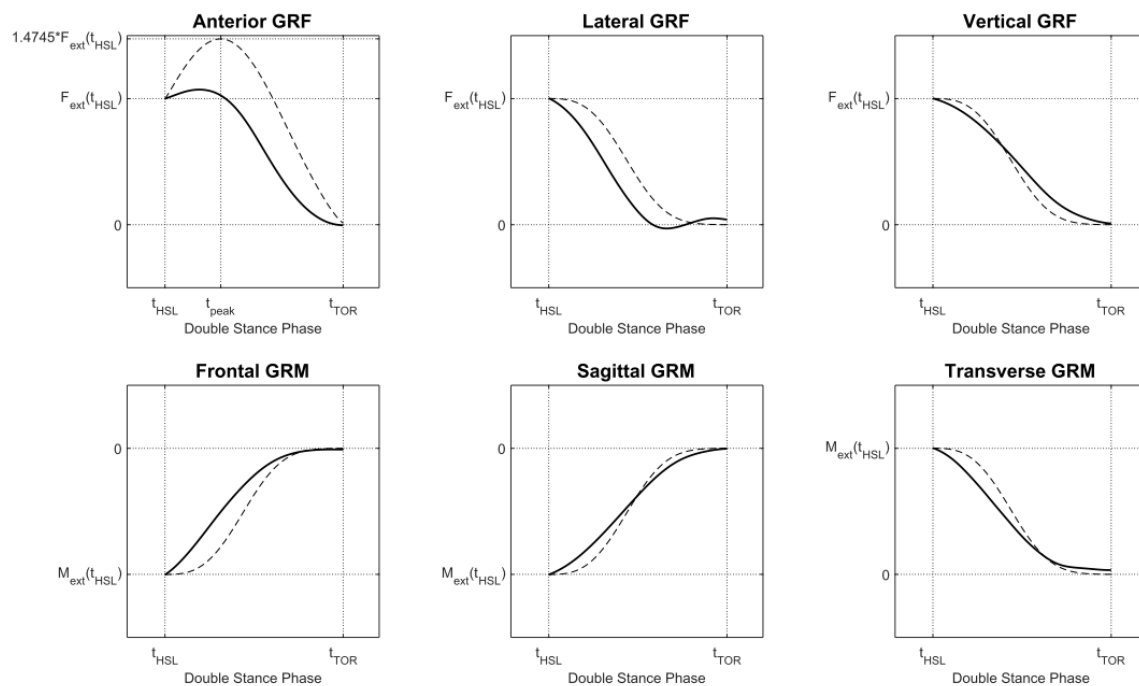 Anterior GRF
1.4745*F_ext(t_HSL)
F_ext(t_HSL)
0
t_HSL t_peak t_TOR
Double Stance Phase
Lateral GRF
F_ext(t_HSL)
0
t_HSL t_TOR
Double Stance Phase
Vertical GRF
F_ext(t_HSL)
0
t_HSL t_TOR
Double Stance Phase
Frontal GRM
0
M_ext(t_HSL)
t_HSL t_TOR
Double Stance Phase
Sagittal GRM
0
M_ext(t_HSL)
t_HSL t_TOR
Double Stance Phase
Transverse GRM
M_ext(t_HSL)
0
t_HSL t_TOR
Double Stance Phase